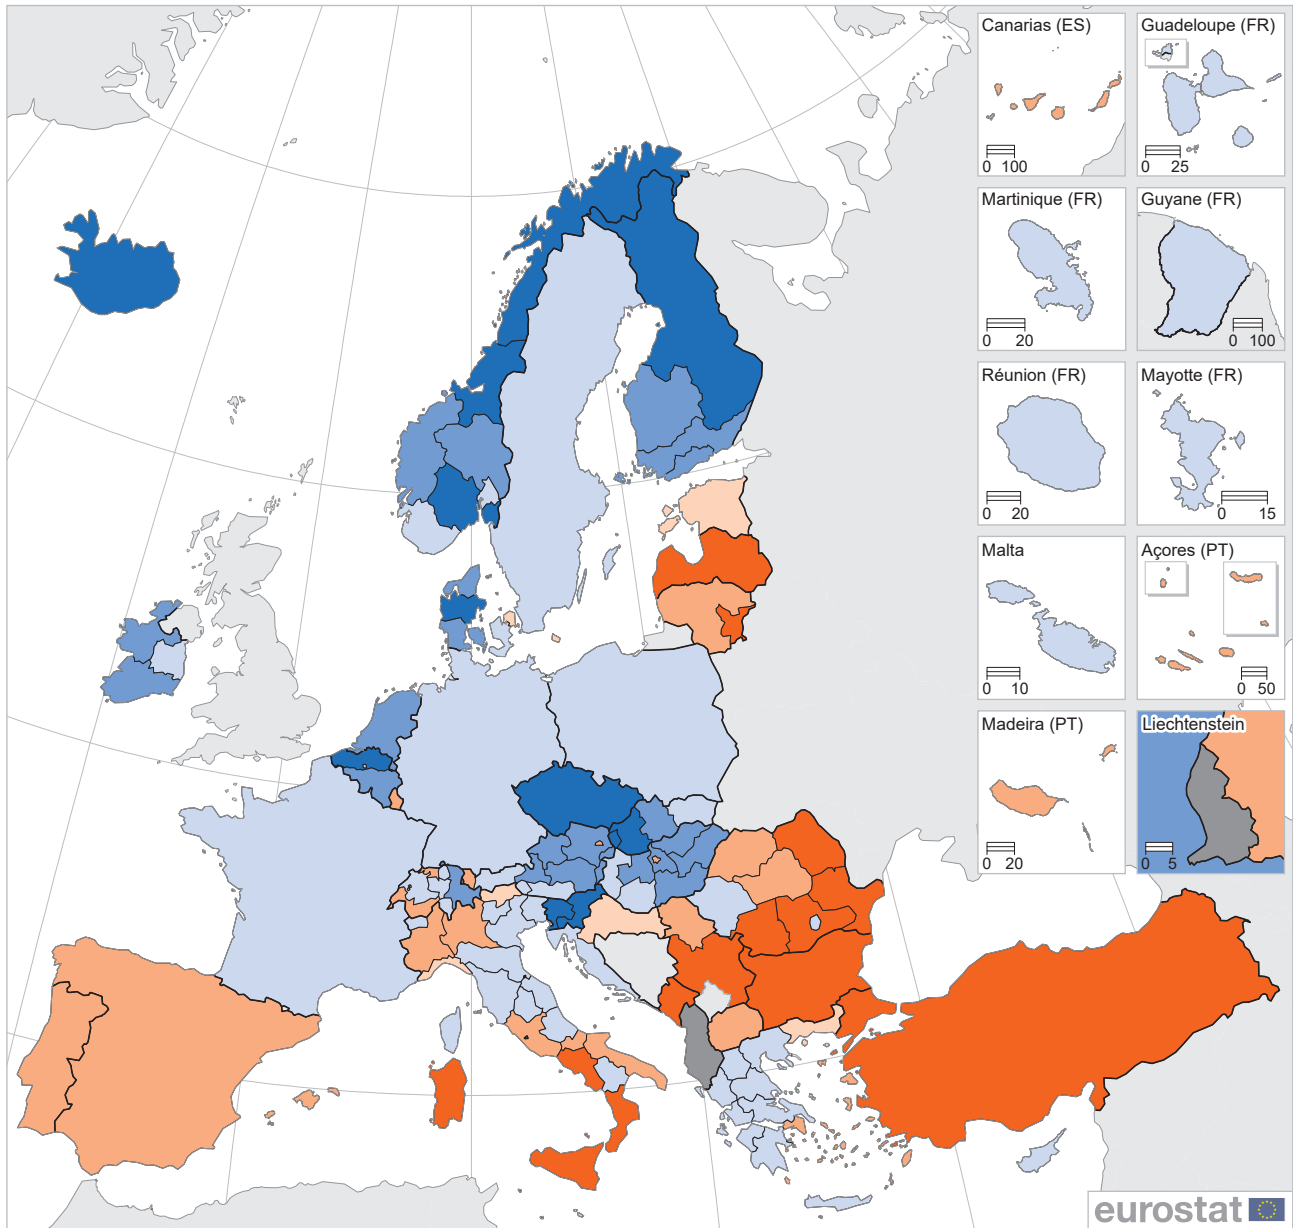 Canarias (ES)
0 100
Guadeloupe (FR)
0 25
Martinique (FR)
0 20
Guyane (FR)
0 100
Réunion (FR)
0 20
Mayotte (FR)
0 15
Malta
0 10
Açores (PT)
0 50
Madeira (PT)
0 20
Liechtenstein
0 5
eurostat